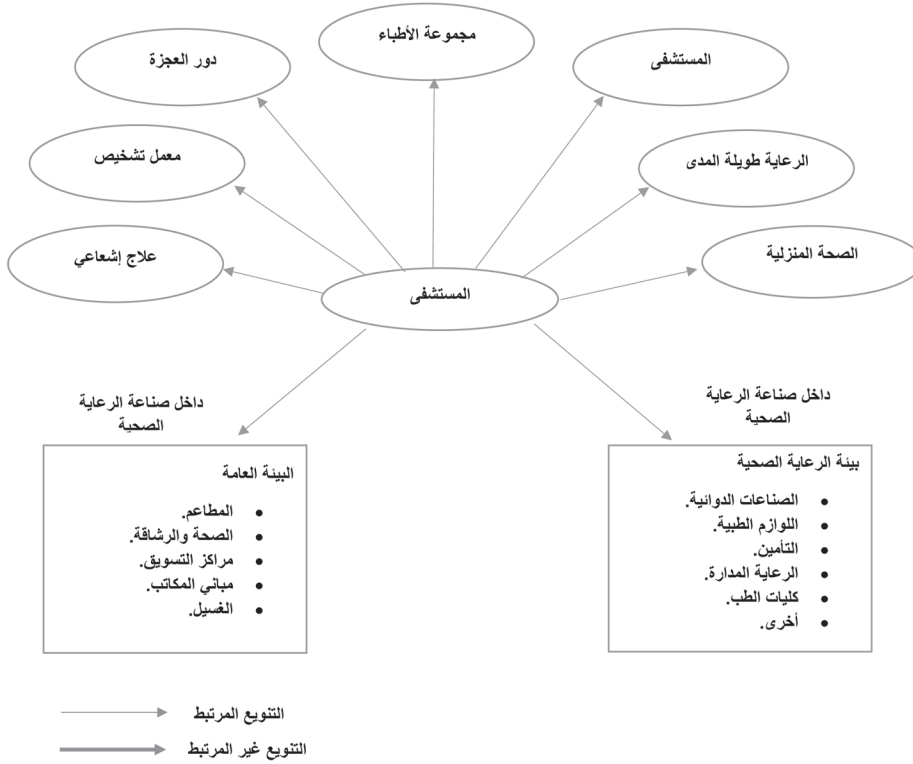 مجموعة الأطباء
المستشفى
دور العجزة
الرعاية طويلة المدى
معمل تشخيص
الصحة المنزلية
علاج إشعاعي
المستشفى
داخل صناعة الرعاية
الصحية
بيئة الرعاية الصحية
• الصناعات الدوائية.
• اللوازم الطبية.
• التأمين.
• الرعاية المدارة.
• كليات الطب.
• أخرى.
داخل صناعة الرعاية
الصحية
البيئة العامة
• المطاعم.
• الصحة والرشاقة.
• مراكز التسويق.
• مباني المكاتب.
• الغسيل.
التنويع المرتبط
التنويع غير المرتبط